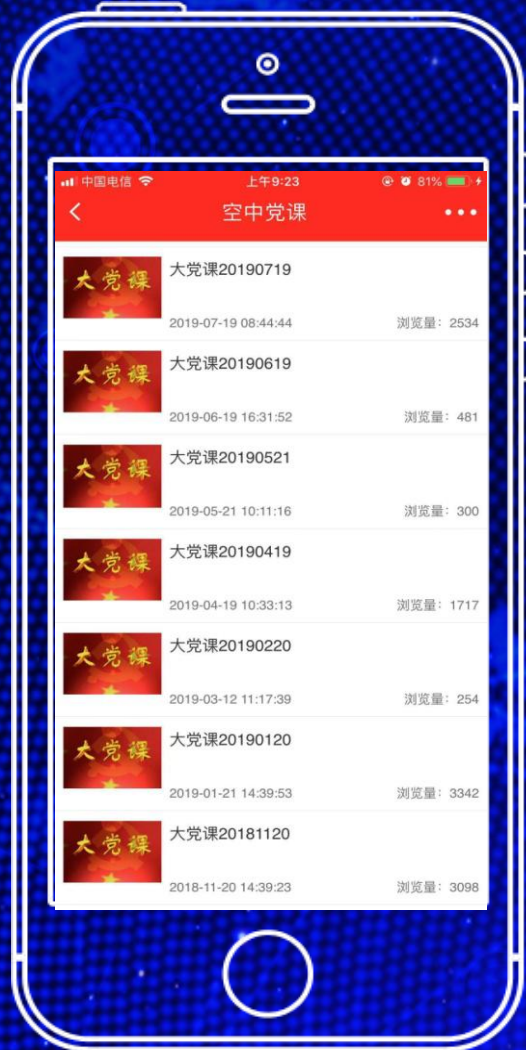 中国电信 上午9:23 81%
空中党课
大党课 大党课20190719
2019-07-19 08:44:44 浏览量: 2534
大党课 大党课20190619
2019-06-19 16:31:52 浏览量: 481
大党课 大党课20190521
2019-05-21 10:11:16 浏览量: 300
大党课 大党课20190419
2019-04-19 10:33:13 浏览量: 1717
大党课 大党课20190220
2019-03-12 11:17:39 浏览量: 254
大党课 大党课20190120
2019-01-21 14:39:53 浏览量: 3342
大党课 大党课20181120
2018-11-20 14:39:23 浏览量: 3098